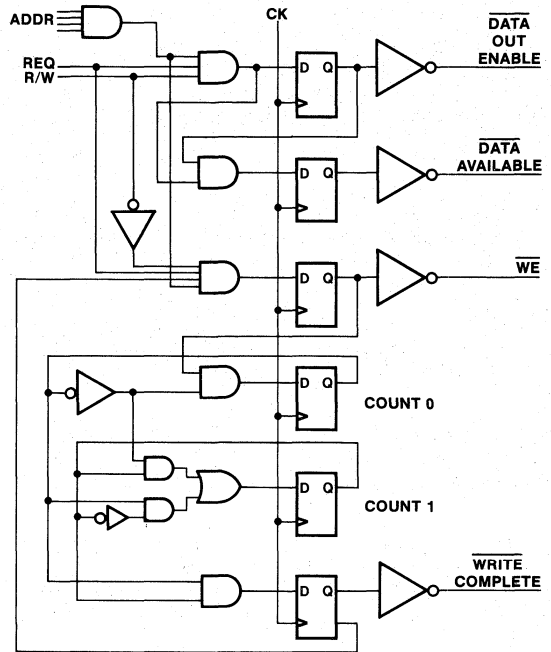 CK
ADDR
DATA
OUT
ENABLE
REQ
R/W
D Q
DATA
AVAILABLE
D Q
WE
D Q
D Q
COUNT 0
D Q
COUNT 1
WRITE
COMPLETE
D Q